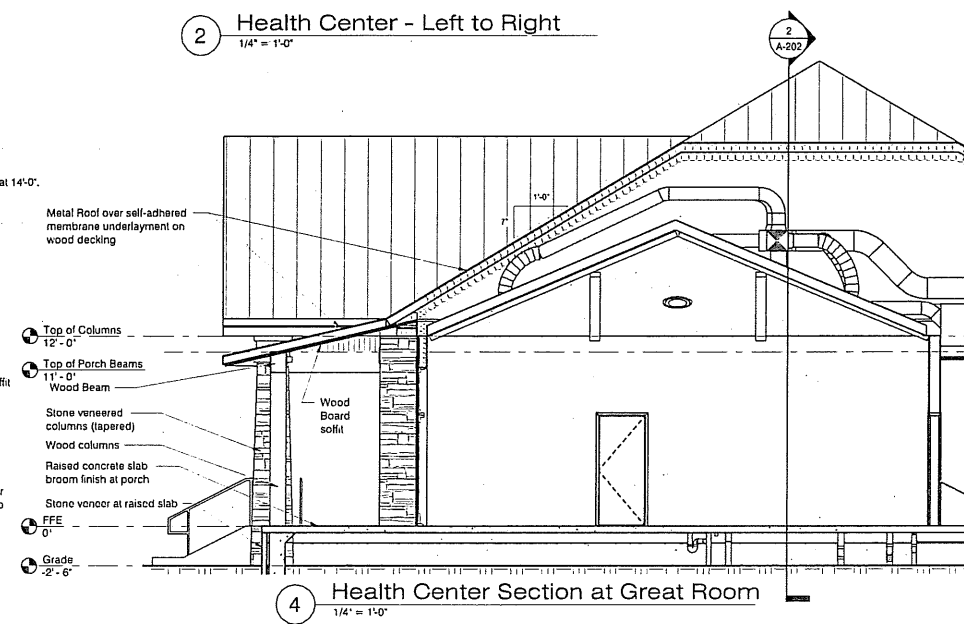 2
Health Center - Left to Right
1/4" = 1'-0"
2
A-202
at 14'-0".
Metal Roof over self-adhered
membrane underlayment on
wood decking
1'-0"
7"
Top of Columns
12' - 0"
Top of Porch Beams
11' - 0"
Wood Beam
Wood
Board
soffit
Stone veneered
columns (tapered)
Wood columns
Raised concrete slab
broom finish at porch
Stone veneer at raised slab
FFE
0'
Grade
-2' - 6"
4
Health Center Section at Great Room
1/4" = 1'-0"